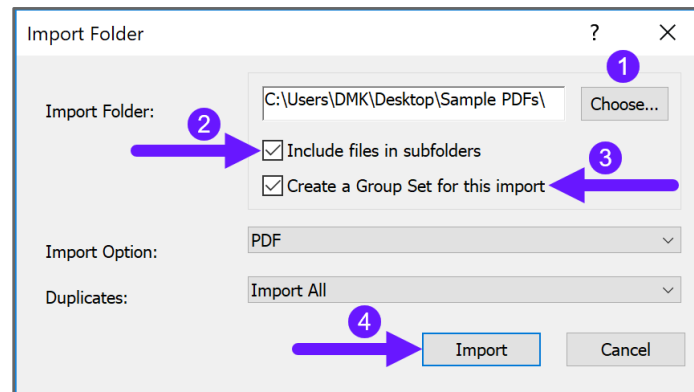 Import Folder ? ×
1
Import Folder: C:\Users\DMK\Desktop\Sample PDFs\ Choose...
2
Include files in subfolders
3
Create a Group Set for this import
Import Option: PDF
Duplicates: Import All
4
Import Cancel